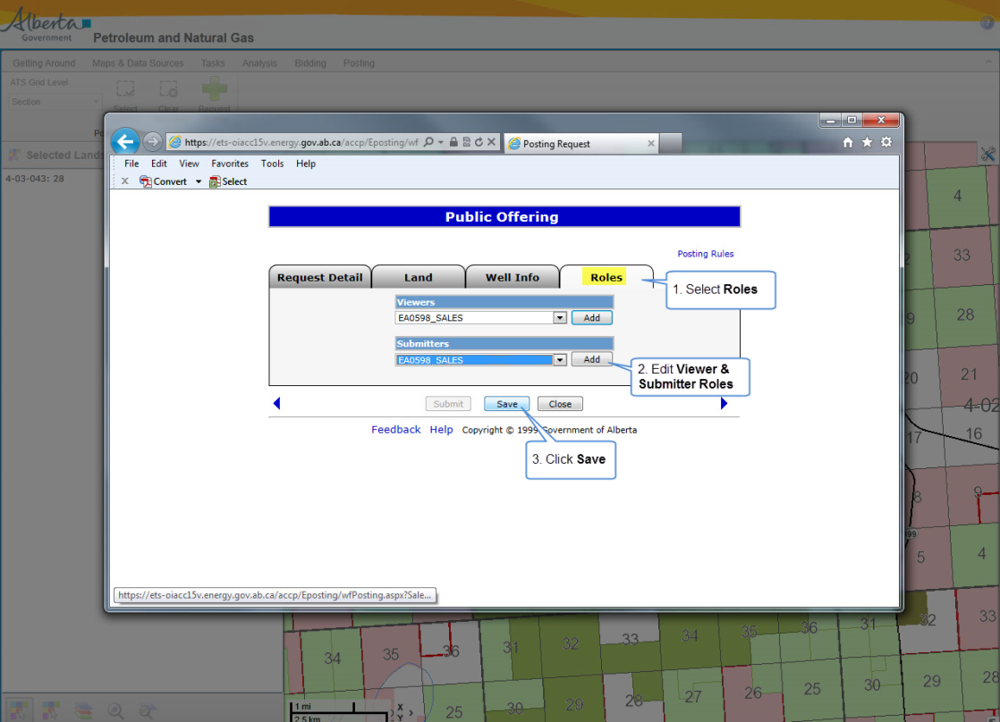 Alberta
Government
Petroleum and Natural Gas
Getting Around Maps & Data Sources Tasks Analysis Bidding Posting
ATS Grid Level
Section
Select Clear Request
Po
Selected Land
4-03-043: 28
https://ets-oiacc15v.energy.gov.ab.ca/accp/Eposting/wf
Posting Request
File Edit View Favorites Tools Help
Convert Select
Public Offering
Posting Rules
Request Detail Land Well Info Roles
1. Select Roles
Viewers
EA0598_SALES Add
Submitters
EA0598_SALES Add
2. Edit Viewer &
Submitter Roles
Submit Save Close
Feedback Help Copyright © 1999 Government of Alberta
3. Click Save
https://ets-oiacc15v.energy.gov.ab.ca/accp/Eposting/wfPosting.aspx?Sale...
4
33
28
21
20
4-02
16
17
9
8
5
4
34 35 36 31 32 33 34 35 36 31 32 33
25 30 29 28 27 26 25 30 29 28
1 mi
2.5 km
X
Y